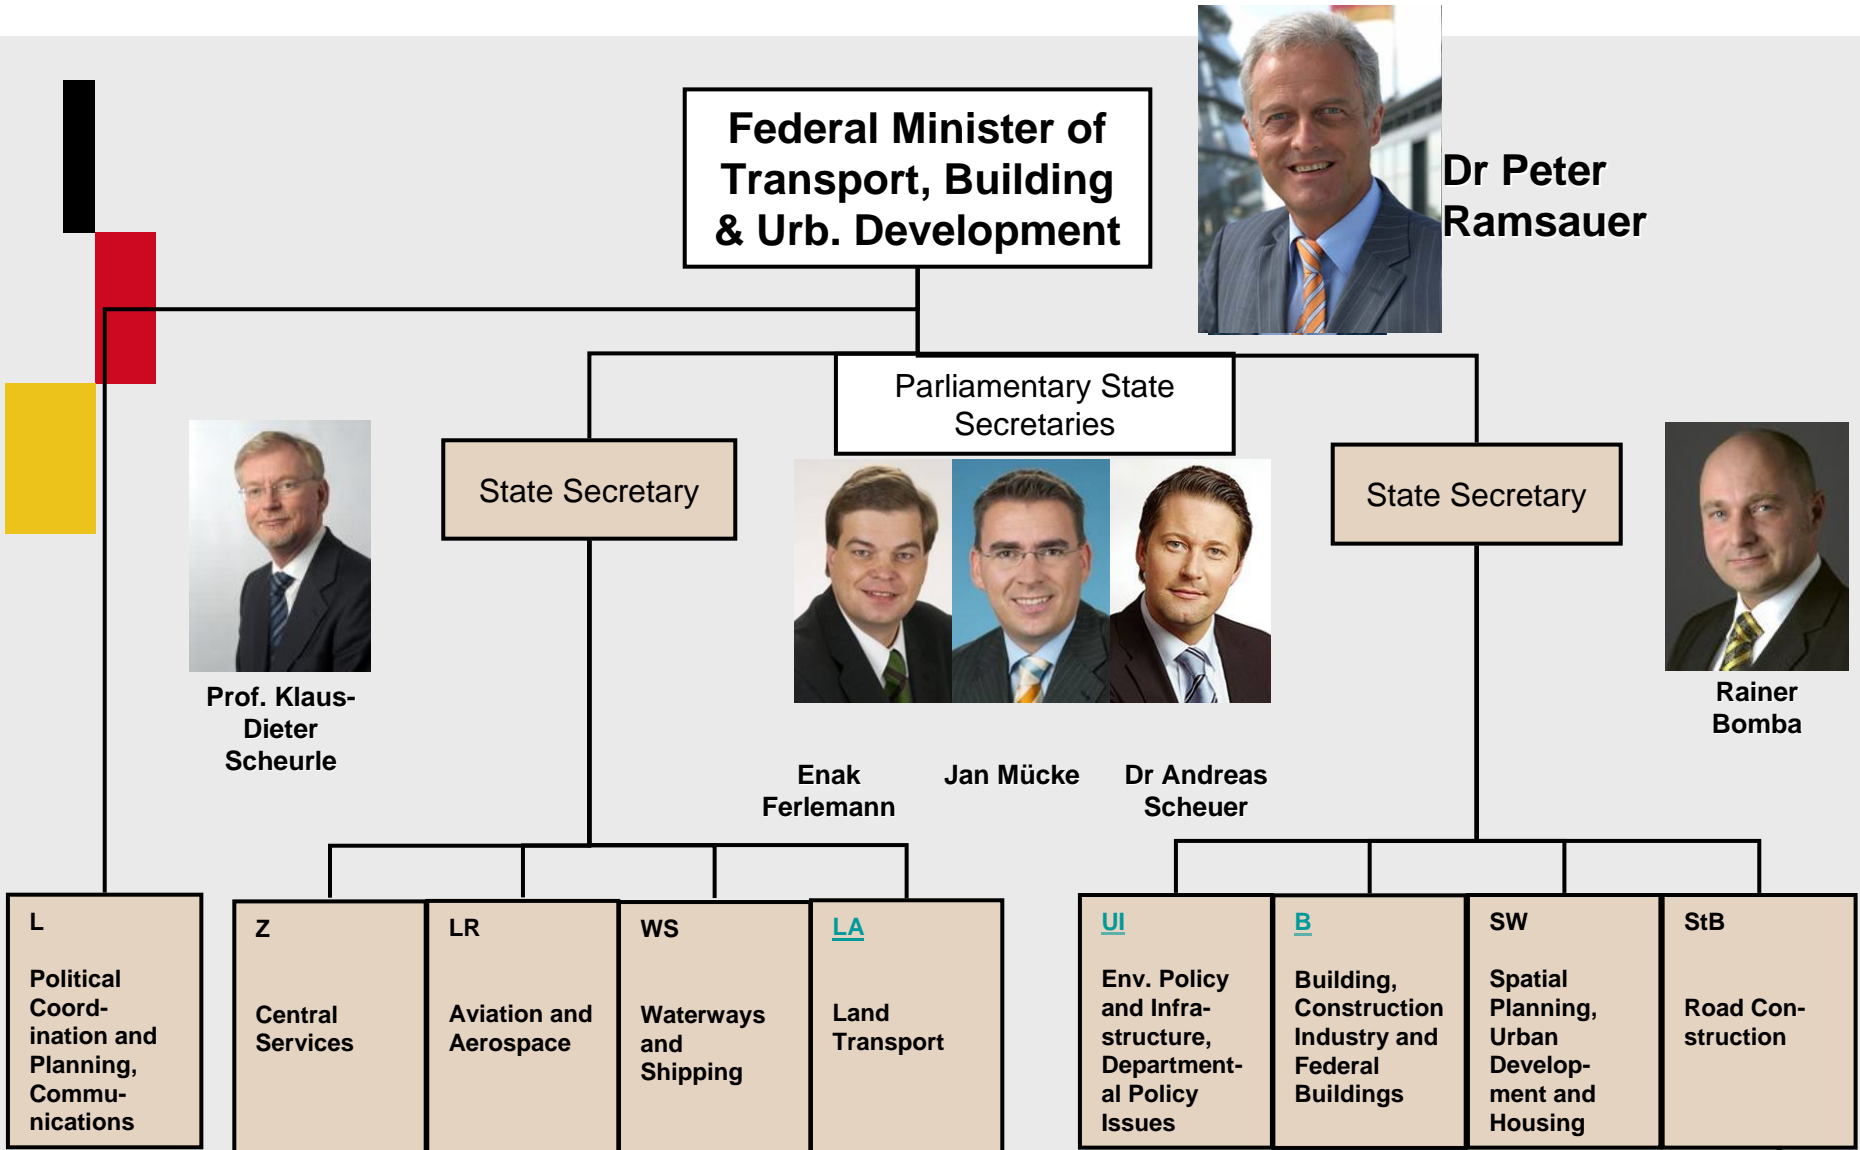 Federal Minister of
Transport, Building
& Urb. Development
Dr Peter
Ramsauer
Parliamentary State
Secretaries
State Secretary
State Secretary
Prof. Klaus-
Dieter
Scheurle
Enak
Ferlemann
Jan Mücke
Dr Andreas
Scheuer
Rainer
Bomba
L
Political
Coord-
ination and
Planning,
Commu-
nications
Z
Central
Services
LR
Aviation and
Aerospace
WS
Waterways
and
Shipping
LA
Land
Transport
UI
Env. Policy
and Infra-
structure,
Department-
al Policy
Issues
B
Building,
Construction
Industry and
Federal
Buildings
SW
Spatial
Planning,
Urban
Develop-
ment and
Housing
StB
Road Con-
struction